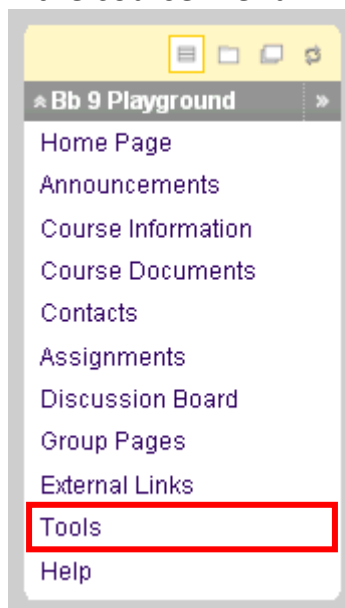 Bb 9 Playground
Home Page
Announcements
Course Information
Course Documents
Contacts
Assignments
Discussion Board
Group Pages
External Links
Tools
Help